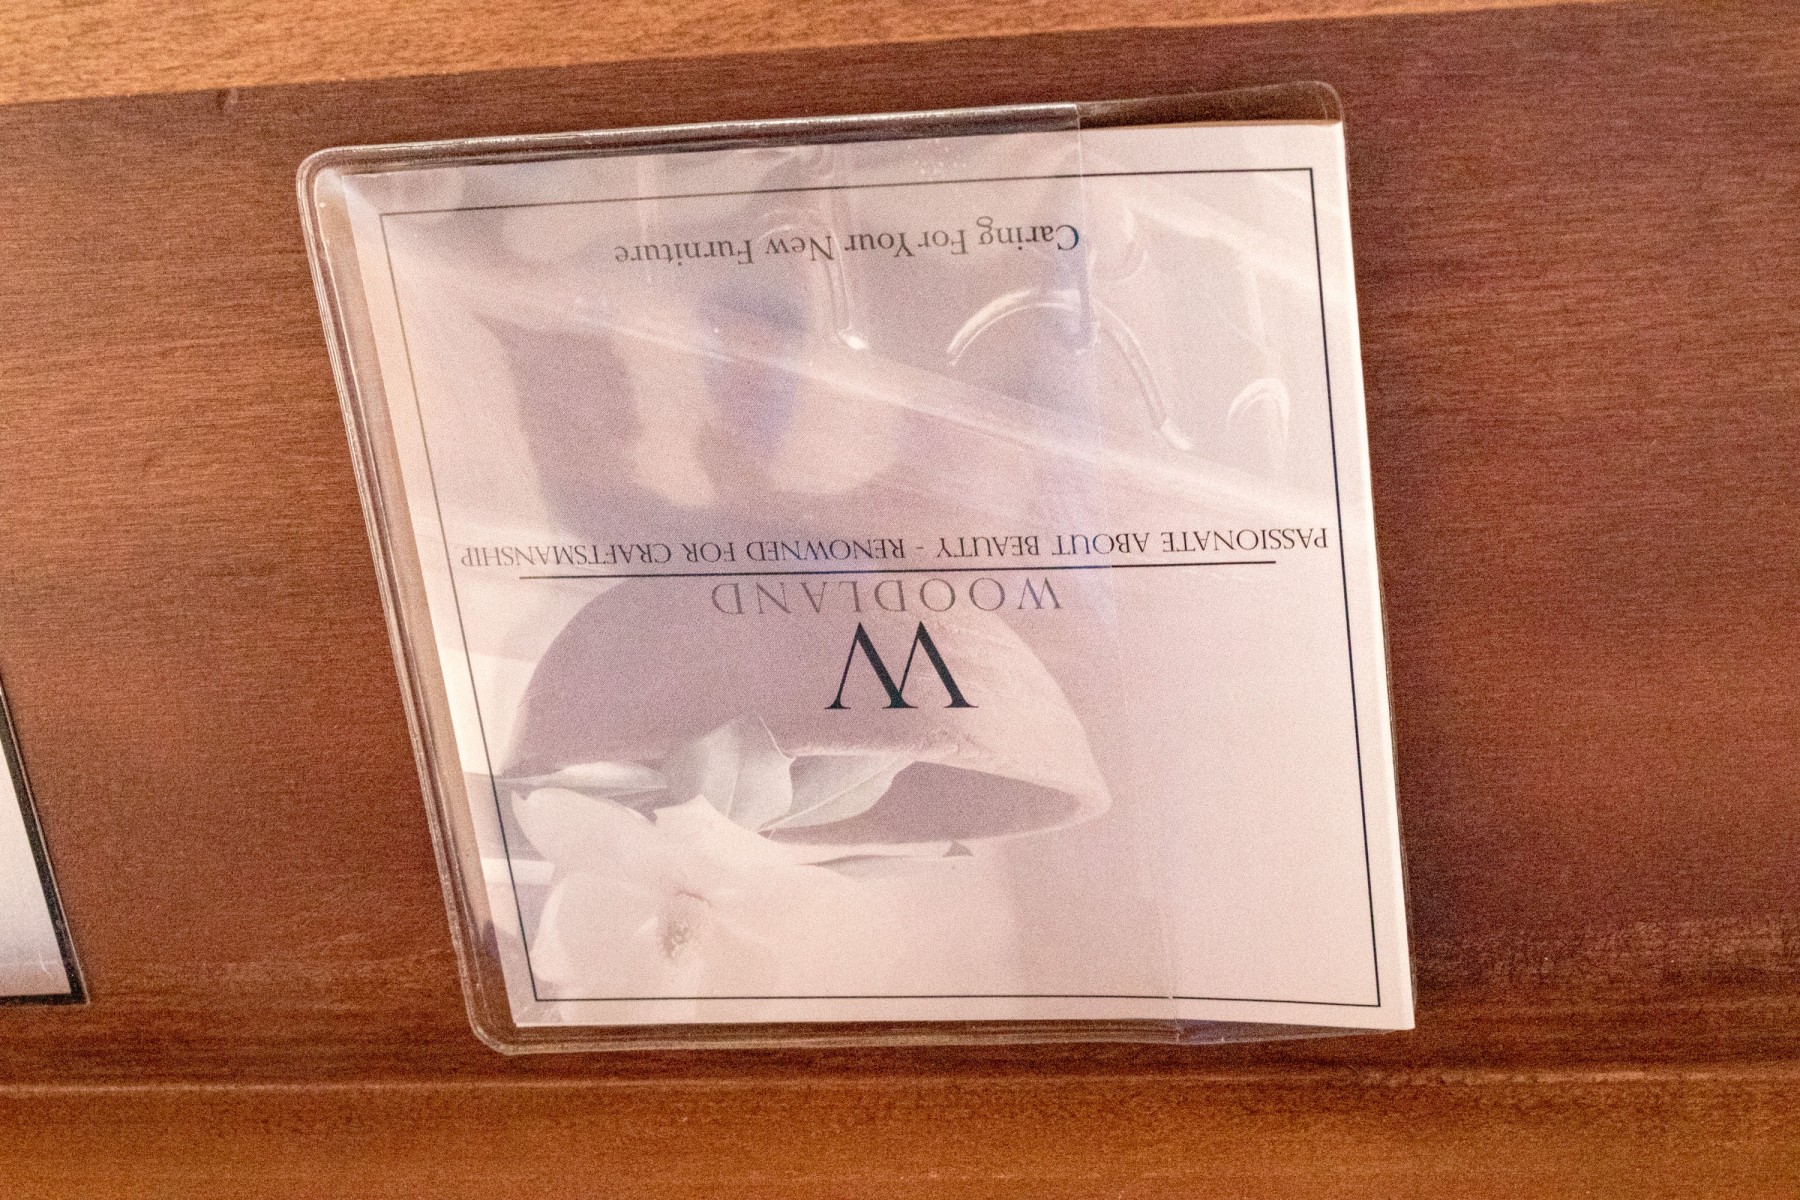 W
WOODLAND
PASSIONATE ABOUT BEAUTY - RENOWNED FOR CRAFTSMANSHIP
Caring For Your New Furniture